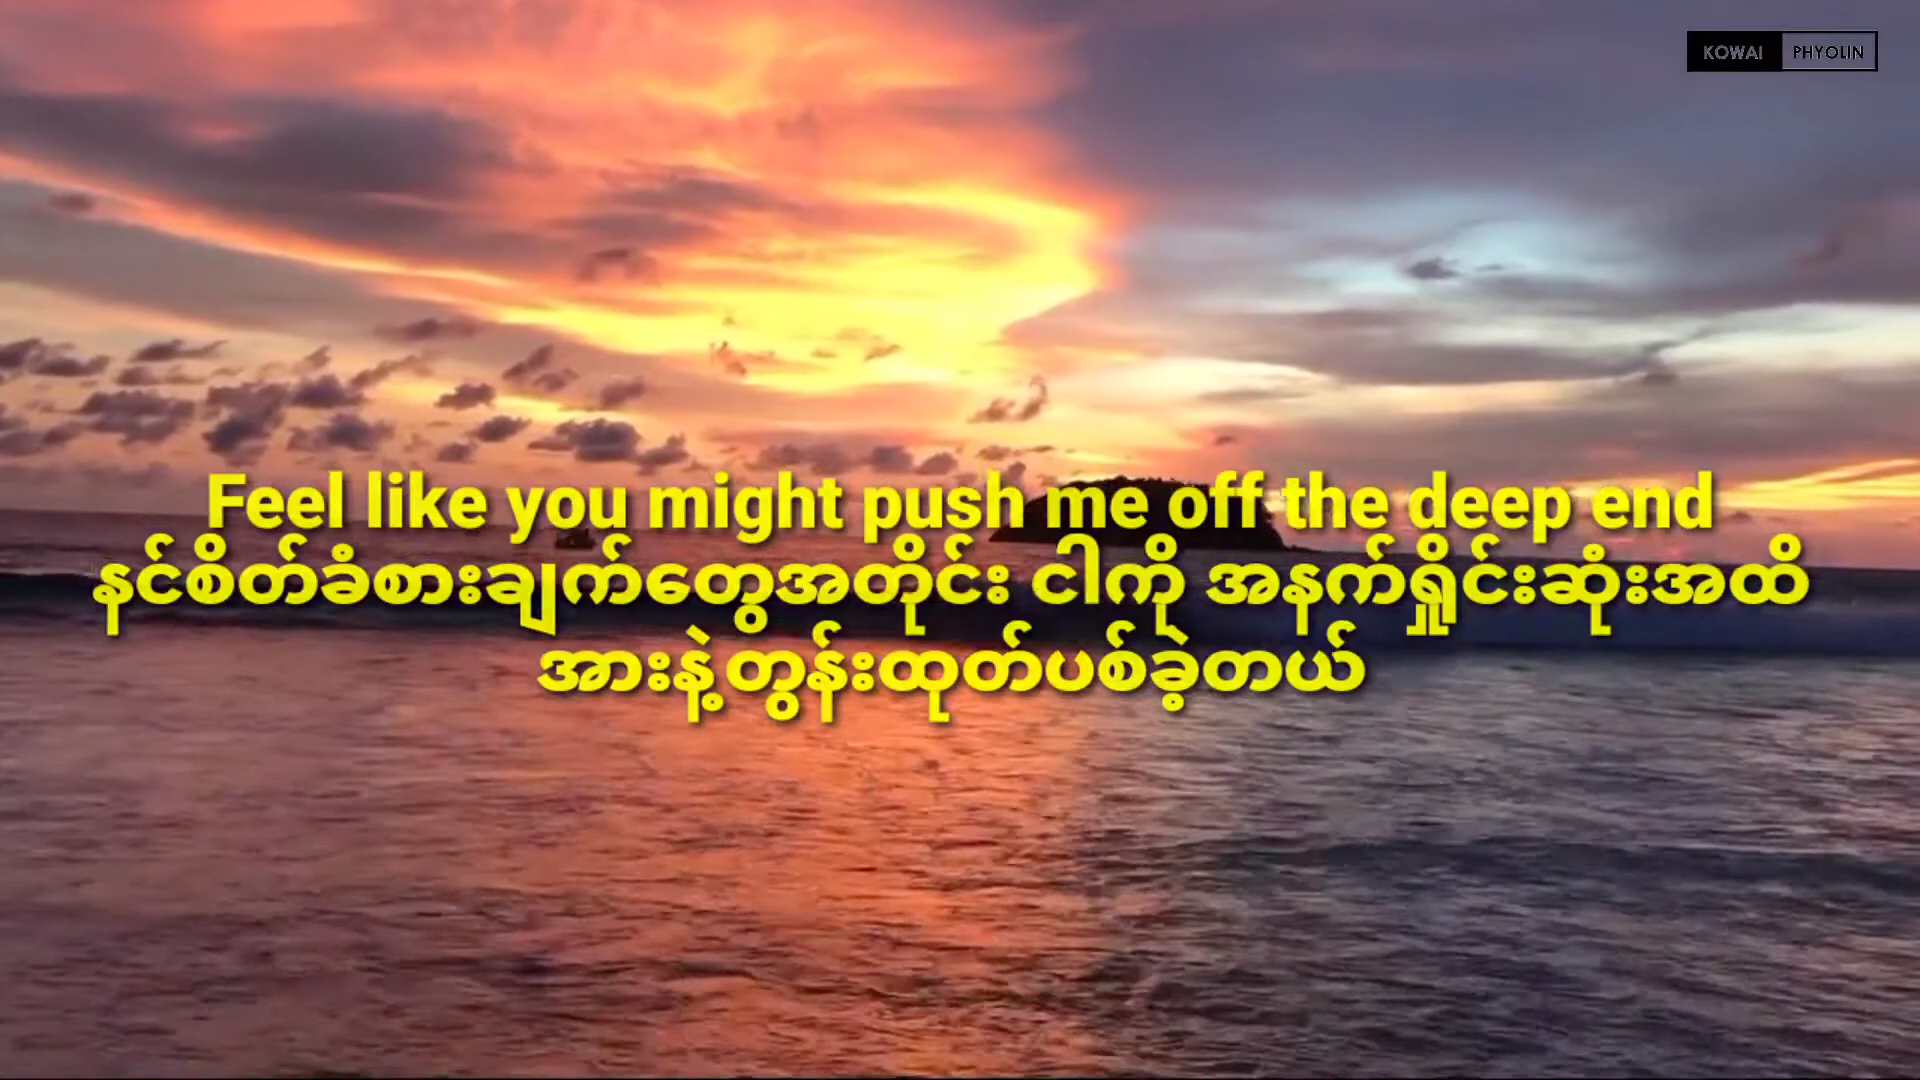 KOWAI PHYOLIN
Feel like you might push me off the deep end
နင်စိတ်ခံစားချက်တွေအတိုင်း ငါကို အနက်ရှိုင်းဆုံးအထိ
အားနဲ့တွန်းထုတ်ပစ်ခဲ့တယ်